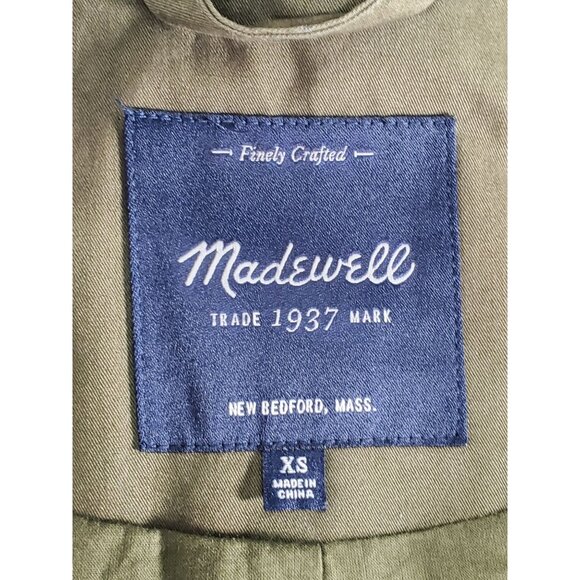 Finely Crafted
Madewell
TRADE 1937 MARK
NEW BEDFORD, MASS.
XS
MADE IN
CHINA